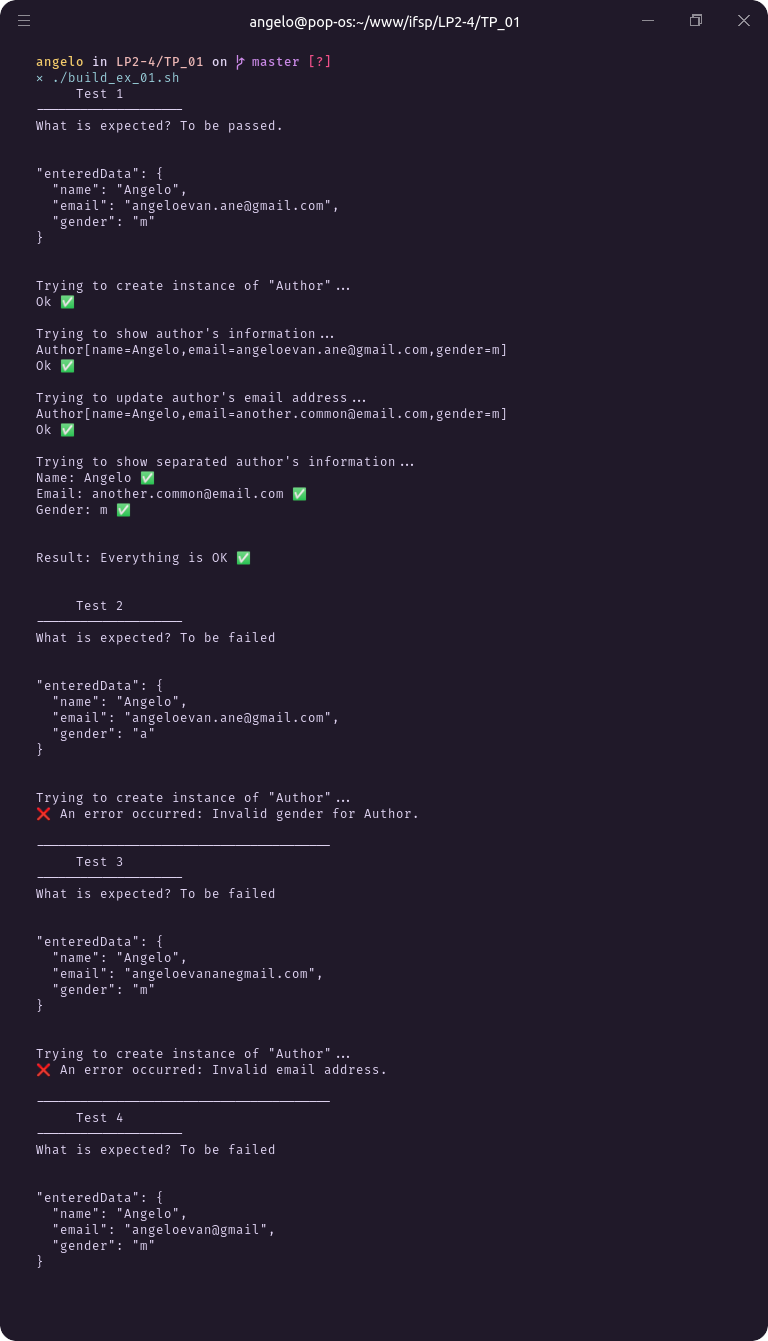 angelo@pop-os:~/www/ifsp/LP2-4/TP_01
angelo in LP2-4/TP_01 on master [?]
× ./build_ex_01.sh
Test 1
------------------
What is expected? To be passed.
"enteredData": {
"name": "Angelo",
"email": "angeloevan.ane@gmail.com",
"gender": "m"
}
Trying to create instance of "Author"...
Ok ✅
Trying to show author's information...
Author[name=Angelo,email=angeloevan.ane@gmail.com,gender=m]
Ok ✅
Trying to update author's email address...
Author[name=Angelo,email=another.common@email.com,gender=m]
Ok ✅
Trying to show separated author's information...
Name: Angelo ✅
Email: another.common@email.com ✅
Gender: m ✅
Result: Everything is OK ✅
Test 2
------------------
What is expected? To be failed
"enteredData": {
"name": "Angelo",
"email": "angeloevan.ane@gmail.com",
"gender": "a"
}
Trying to create instance of "Author"...
❌ An error occurred: Invalid gender for Author.
------------------------------------
Test 3
------------------
What is expected? To be failed
"enteredData": {
"name": "Angelo",
"email": "angeloevananegmail.com",
"gender": "m"
}
Trying to create instance of "Author"...
❌ An error occurred: Invalid email address.
------------------------------------
Test 4
------------------
What is expected? To be failed
"enteredData": {
"name": "Angelo",
"email": "angeloevan@gmail",
"gender": "m"
}